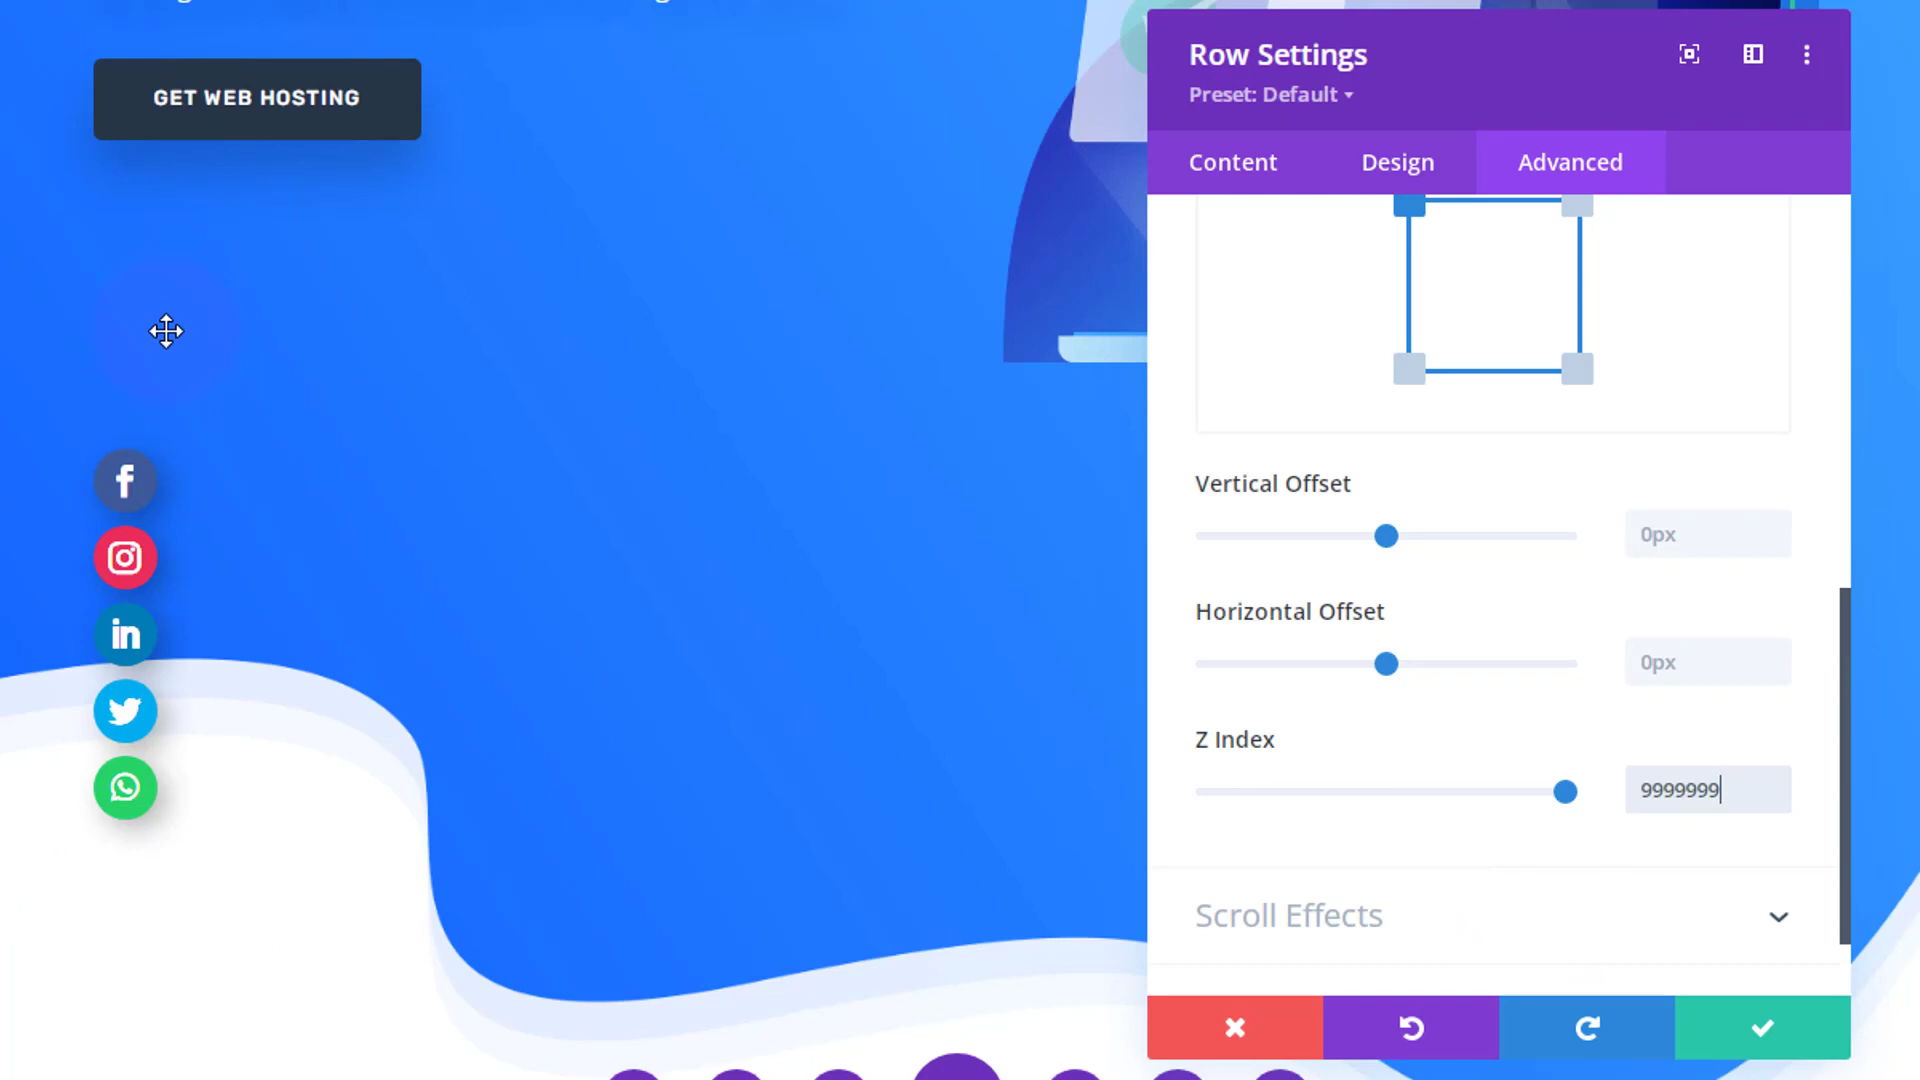 GET WEB HOSTING
Row Settings
Preset: Default
Content
Design
Advanced
Vertical Offset
0px
Horizontal Offset
0px
Z Index
9999999
Scroll Effects